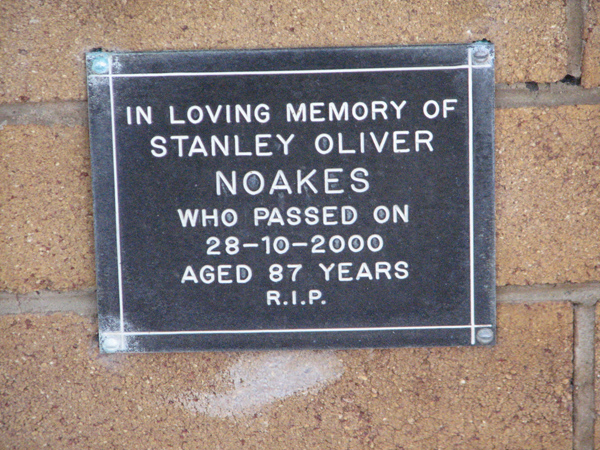 IN LOVING MEMORY OF
STANLEY OLIVER
NOAKES
WHO PASSED ON
28-10-2000
AGED 87 YEARS
R.I.P.